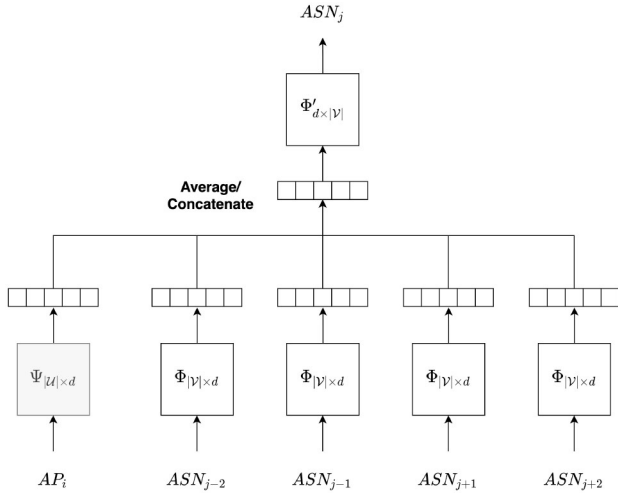 ASN_j
Φ′_{d×|𝒱|}
Average/
Concatenate
Ψ_{|𝒰|×d} Φ_{|𝒱|×d} Φ_{|𝒱|×d} Φ_{|𝒱|×d} Φ_{|𝒱|×d}
AP_i ASN_{j−2} ASN_{j−1} ASN_{j+1} ASN_{j+2}